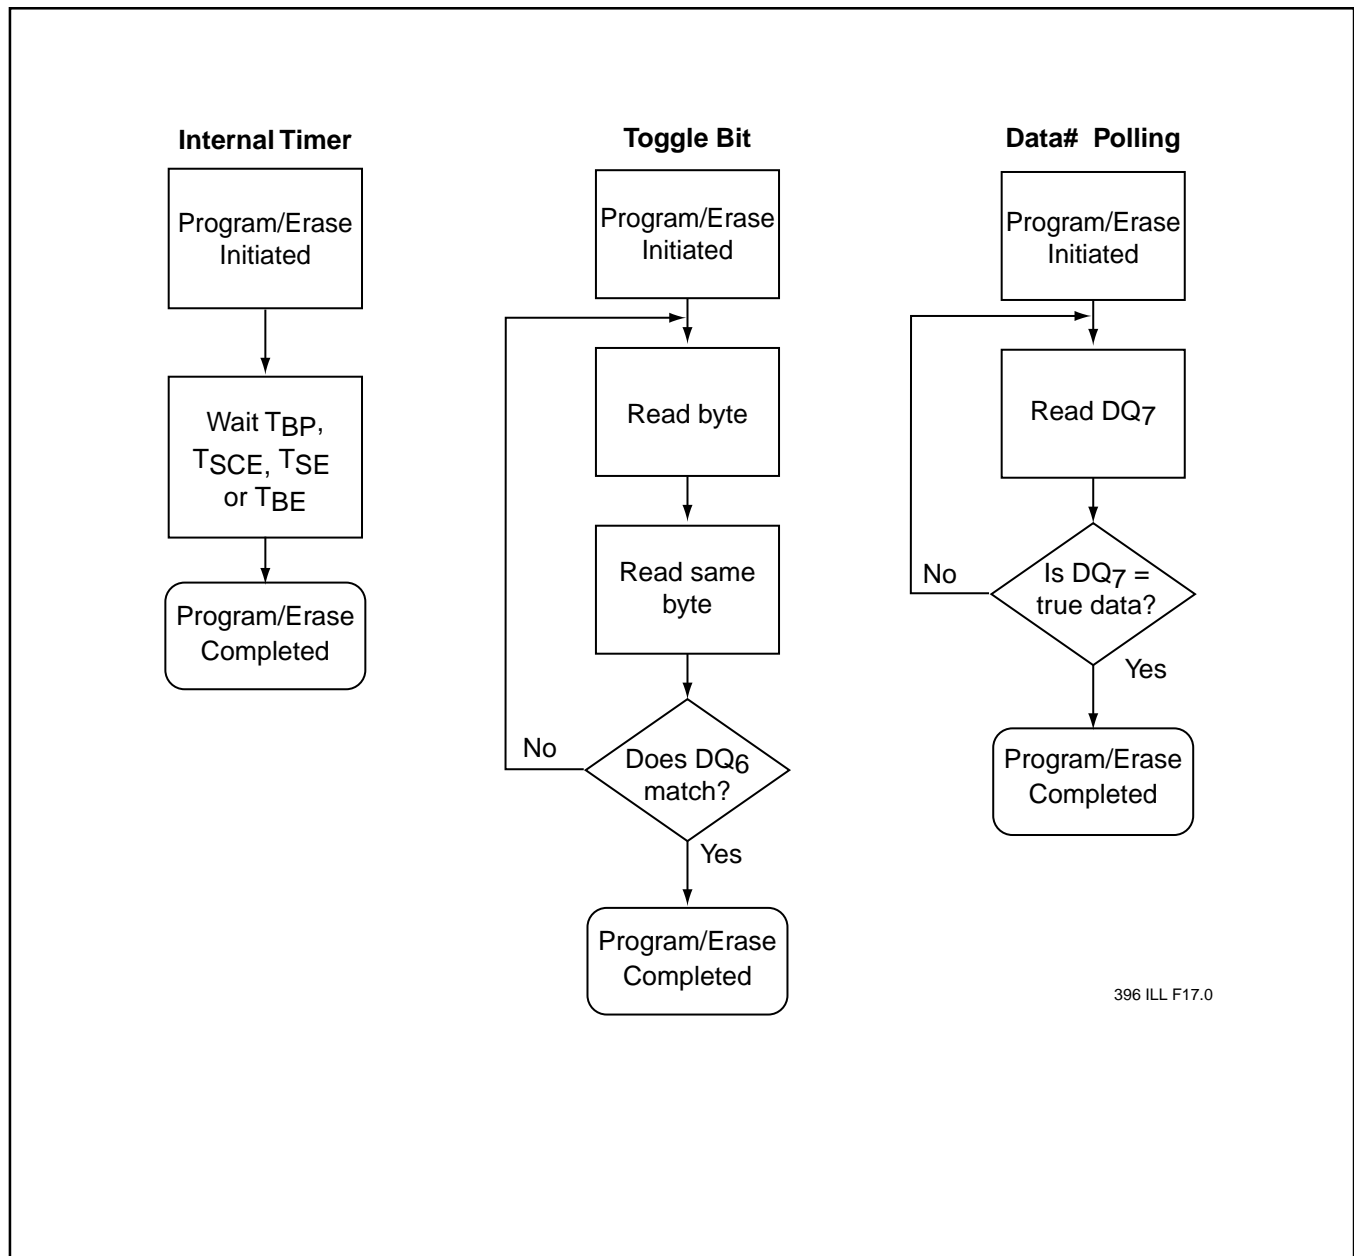 Internal Timer
Program/Erase
Initiated
Wait TBP,
TSCE, TSE
or TBE
Program/Erase
Completed
Toggle Bit
Program/Erase
Initiated
Read byte
Read same
byte
Does DQ6
match?
No
Yes
Program/Erase
Completed
Data# Polling
Program/Erase
Initiated
Read DQ7
Is DQ7 =
true data?
No
Yes
Program/Erase
Completed
396 ILL F17.0